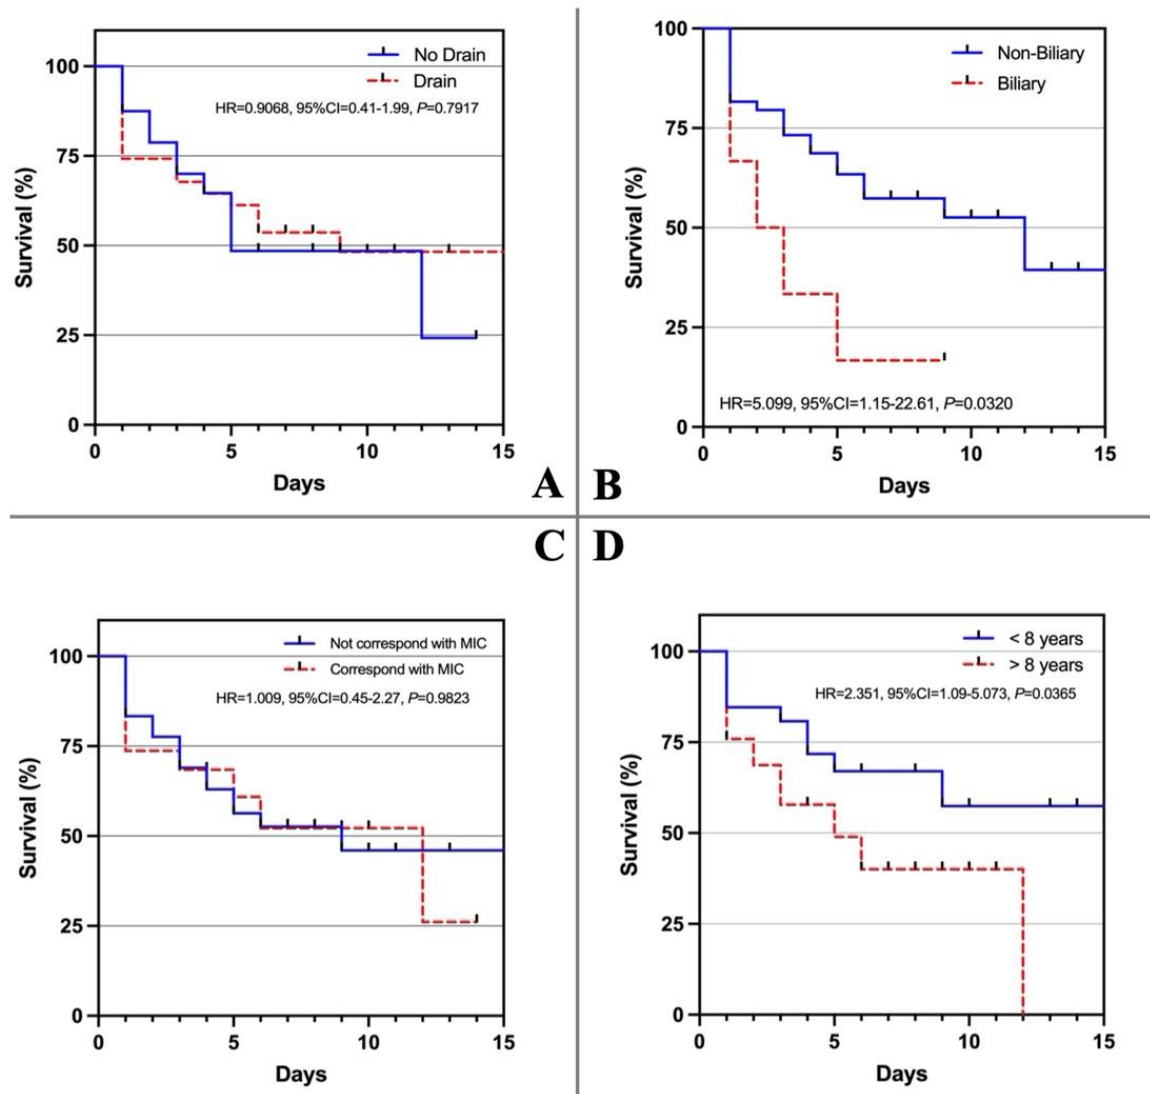 No Drain
Drain
HR=0.9068, 95%CI=0.41-1.99, P=0.7917
100
75
50
25
0
Survival (%)
0 5 10 15
Days
A
Non-Biliary
Biliary
100
75
50
25
0
Survival (%)
HR=5.099, 95%CI=1.15-22.61, P=0.0320
0 5 10 15
Days
B
C
Not correspond with MIC
Correspond with MIC
HR=1.009, 95%CI=0.45-2.27, P=0.9823
100
75
50
25
0
Survival (%)
0 5 10 15
Days
D
< 8 years
> 8 years
HR=2.351, 95%CI=1.09-5.073, P=0.0365
100
75
50
25
0
Survival (%)
0 5 10 15
Days